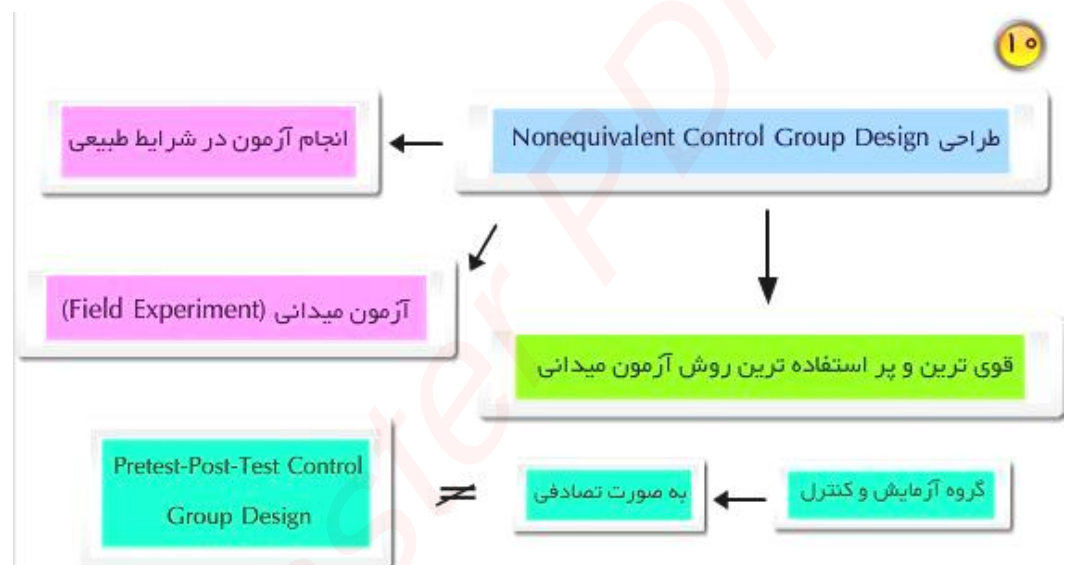 ۱۰
طراحی Nonequivalent Control Group Design
انجام آزمون در شرایط طبیعی
آزمون میدانی (Field Experiment)
قوی ترین و پر استفاده ترین روش آزمون میدانی
گروه آزمایش و کنترل
به صورت تصادفی
≠
Pretest-Post-Test Control
Group Design